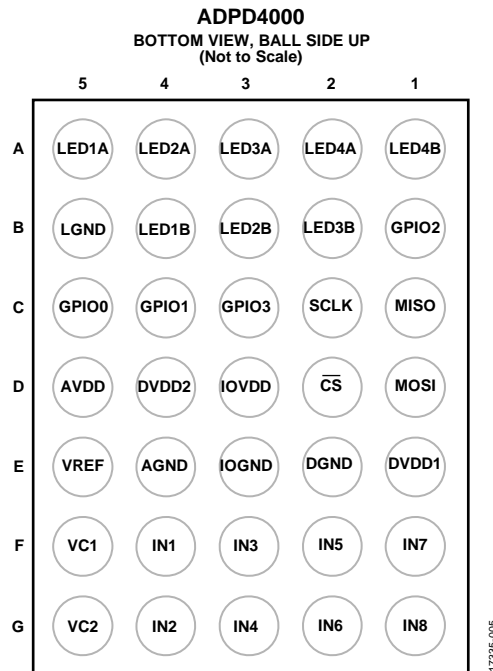 ADPD4000
BOTTOM VIEW, BALL SIDE UP
(Not to Scale)
5 4 3 2 1
A LED1A LED2A LED3A LED4A LED4B
B LGND LED1B LED2B LED3B GPIO2
C GPIO0 GPIO1 GPIO3 SCLK MISO
D AVDD DVDD2 IOVDD C̅S̅ MOSI
E VREF AGND IOGND DGND DVDD1
F VC1 IN1 IN3 IN5 IN7
G VC2 IN2 IN4 IN6 IN8